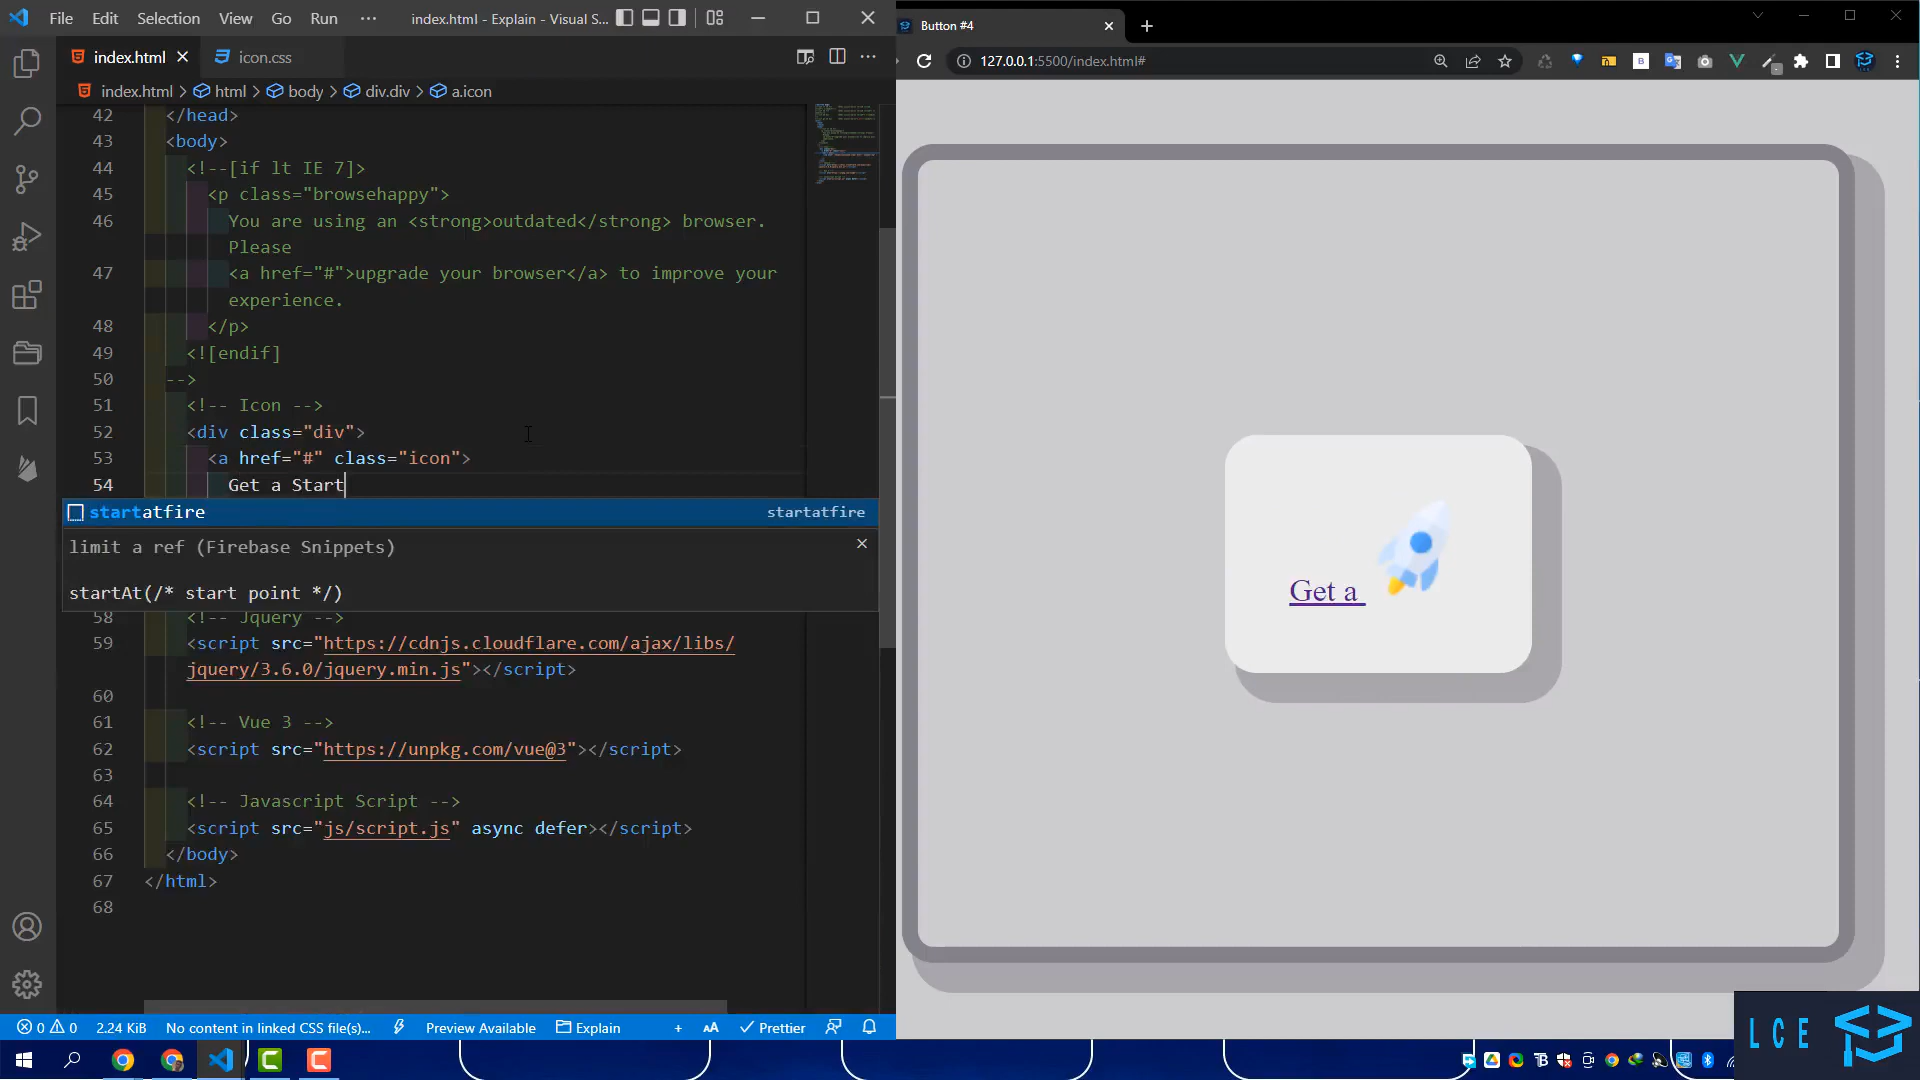 File Edit Selection View Go Run ··· index.html - Explain - Visual S...
index.html icon.css
index.html > html > body > div.div > a.icon
42 </head>
43 <body>
44 <!--[if lt IE 7]>
45 <p class="browsehappy">
46 You are using an <strong>outdated</strong> browser.
Please
47 <a href="#">upgrade your browser</a> to improve your
experience.
48 </p>
49 <![endif]
50 -->
51 <!-- Icon -->
52 <div class="div">
53 <a href="#" class="icon">
54 Get a Start
startatfire startatfire
limit a ref (Firebase Snippets)
startAt(/* start point */)
58 <!-- Jquery -->
59 <script src="https://cdnjs.cloudflare.com/ajax/libs/
jquery/3.6.0/jquery.min.js"></script>
60
61 <!-- Vue 3 -->
62 <script src="https://unpkg.com/vue@3"></script>
63
64 <!-- Javascript Script -->
65 <script src="js/script.js" async defer></script>
66 </body>
67 </html>
68
0 0 2.24 KiB No content in linked CSS file(s)... Preview Available Explain + aA Prettier
Button #4
127.0.0.1:5500/index.html#
Get a
LCE